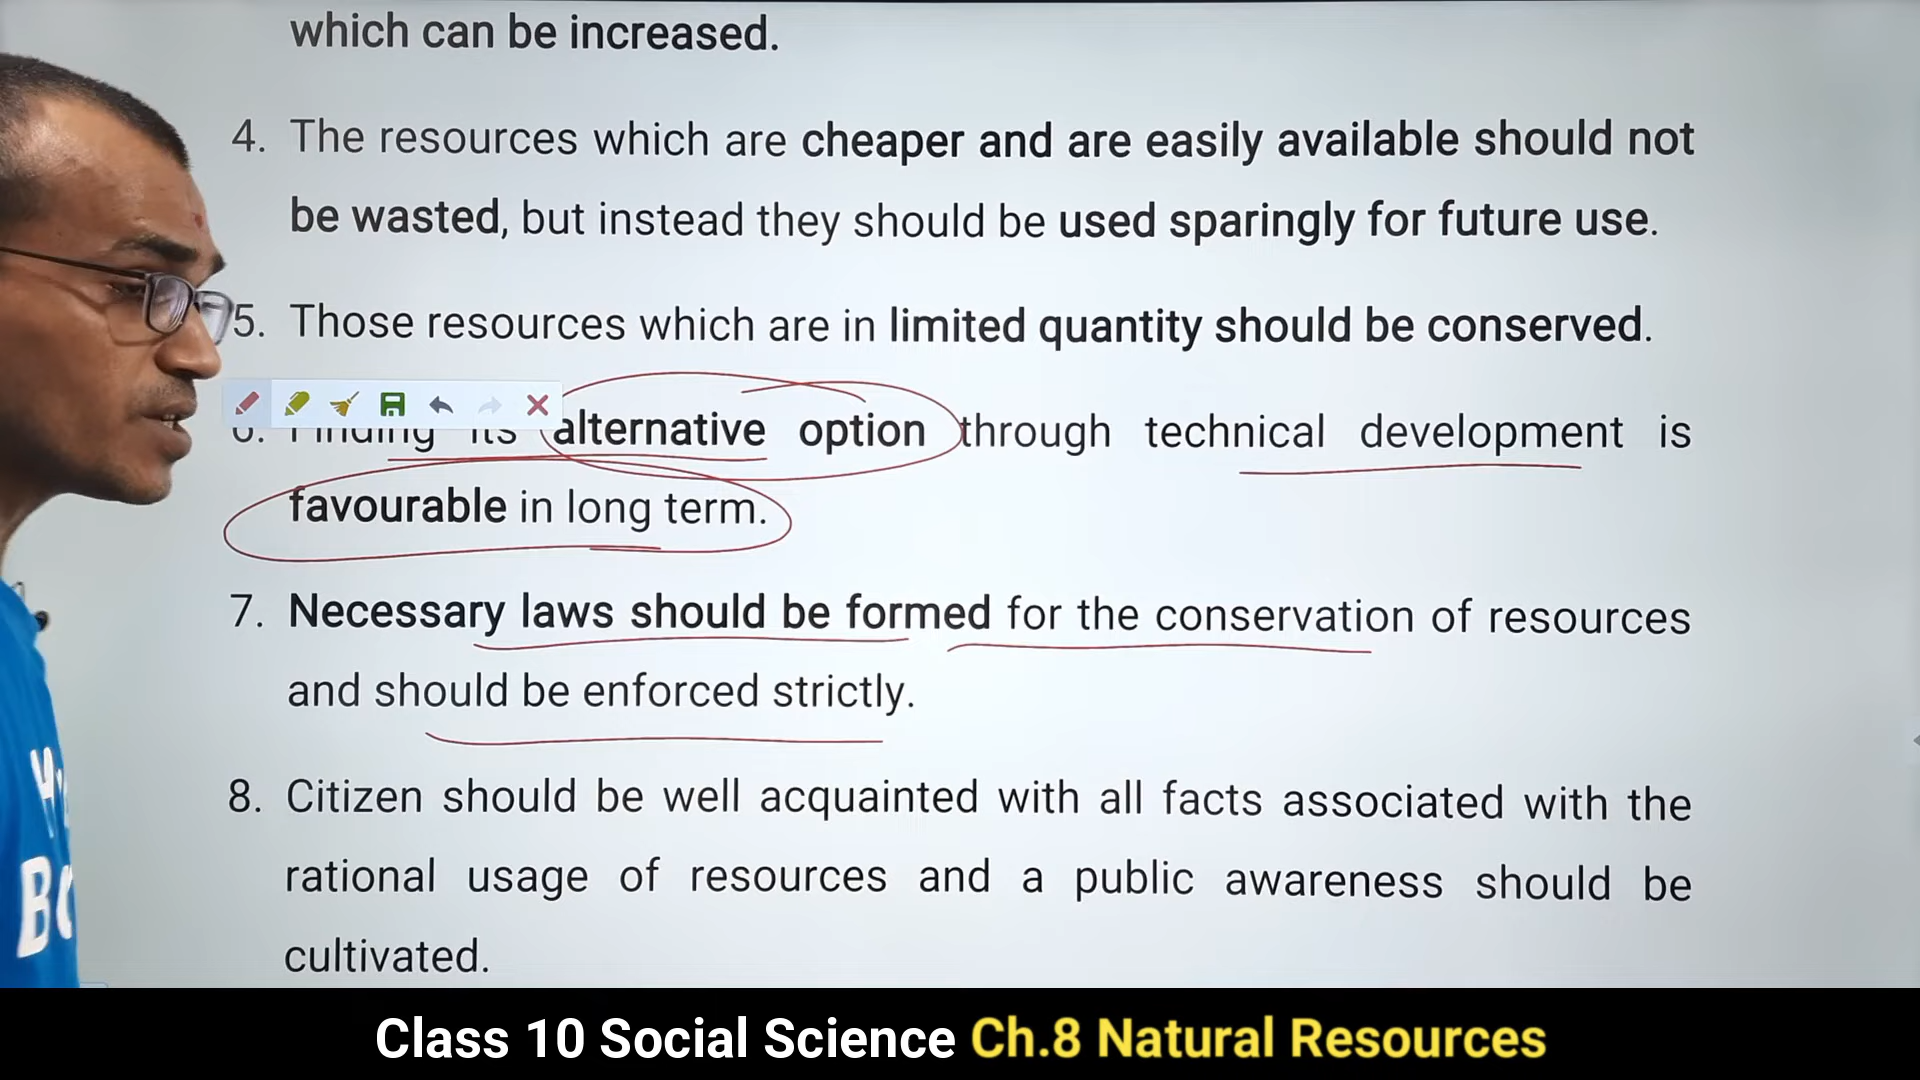 which can be increased.
4. The resources which are cheaper and are easily available should not
be wasted, but instead they should be used sparingly for future use.
5. Those resources which are in limited quantity should be conserved.
6. Finding its alternative option through technical development is
favourable in long term.
7. Necessary laws should be formed for the conservation of resources
and should be enforced strictly.
8. Citizen should be well acquainted with all facts associated with the
rational usage of resources and a public awareness should be
cultivated.
Class 10 Social Science Ch.8 Natural Resources